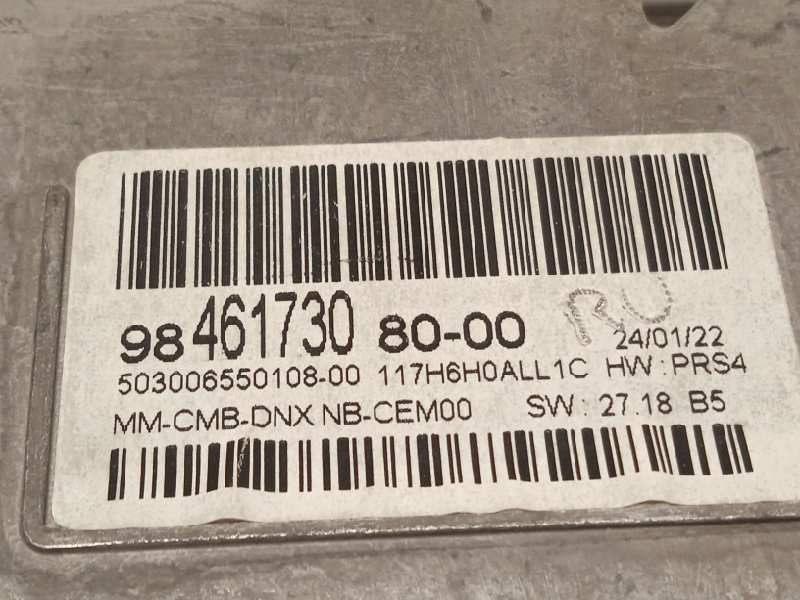 98 461730 80-00 RU 24/01/22
503006550108-00 117H6H0ALL1C HW:PRS4
MM-CMB-DNX NB-CEM00 SW: 27.18 B5